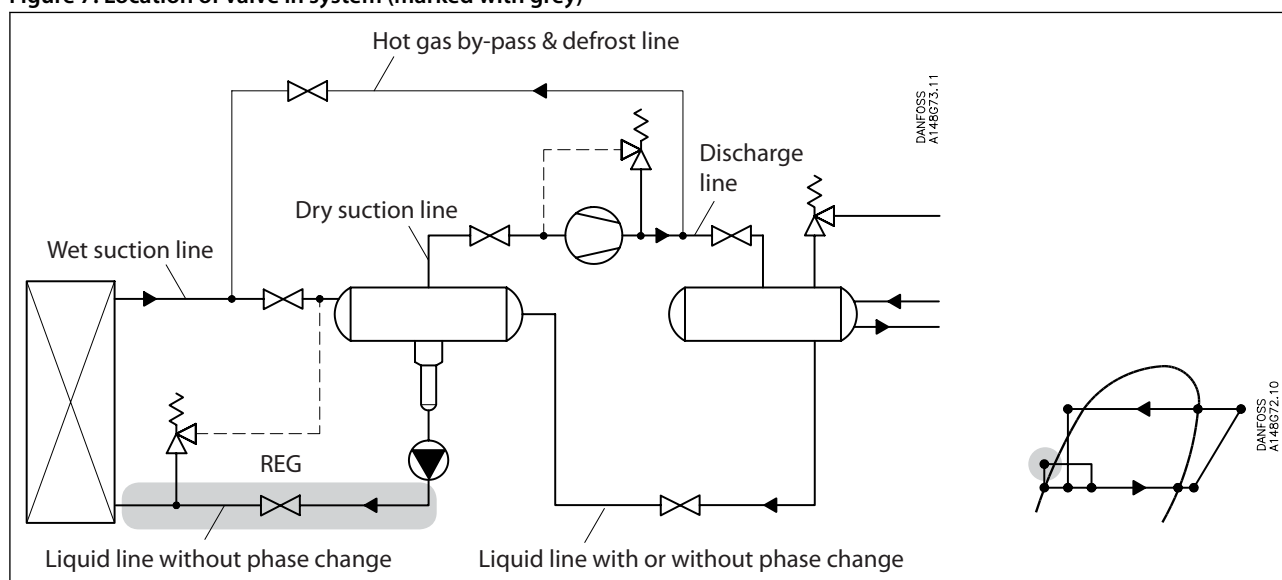 Figure 7: Location of valve in system (marked with grey)
Hot gas by-pass & defrost line
DANFOSS
A148G73.11
Discharge
line
Dry suction line
Wet suction line
DANFOSS
A148G72.10
REG
Liquid line without phase change
Liquid line with or without phase change